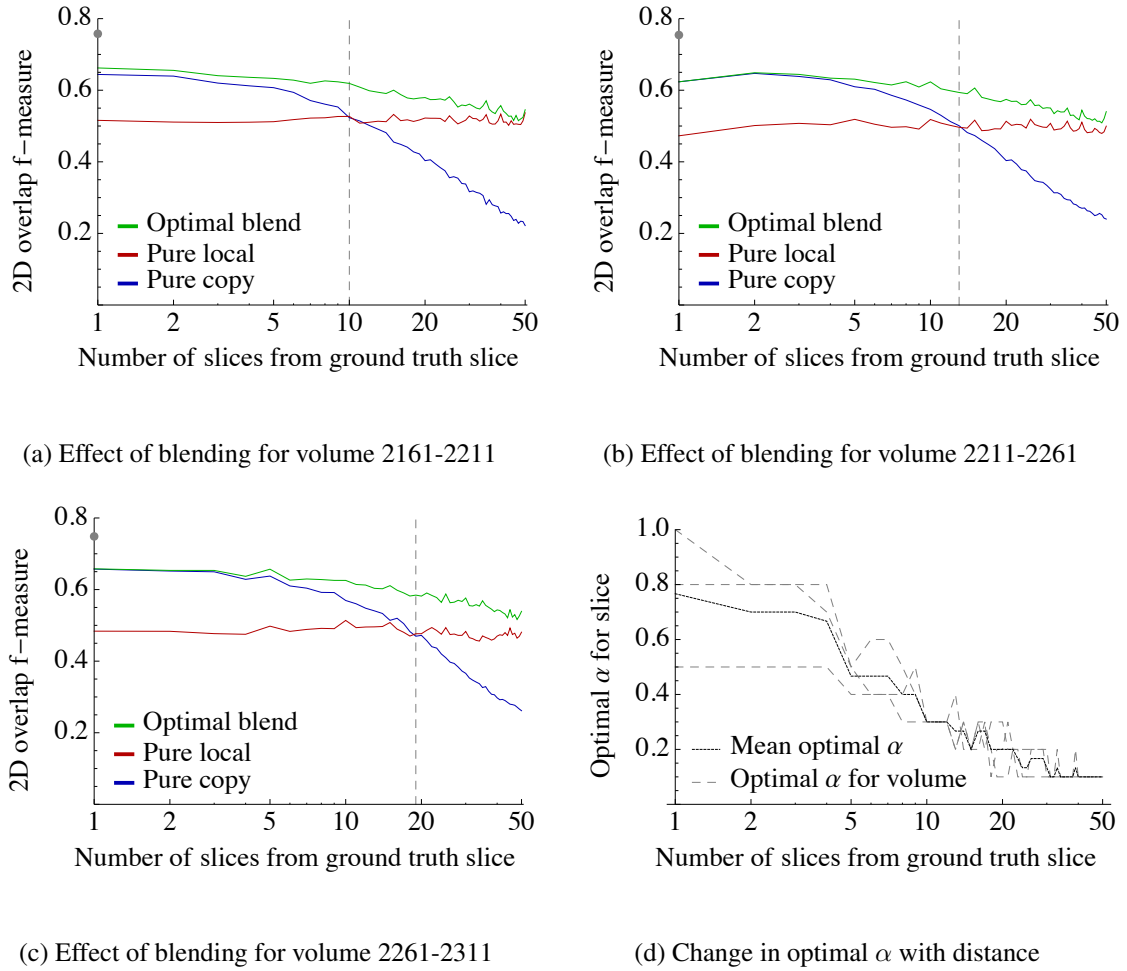 0.8
0.6
0.4
0.2
2D overlap f−measure
Optimal blend
Pure local
Pure copy
1 2 5 10 20 50
Number of slices from ground truth slice
(a) Effect of blending for volume 2161-2211
0.8
0.6
0.4
0.2
2D overlap f−measure
Optimal blend
Pure local
Pure copy
1 2 5 10 20 50
Number of slices from ground truth slice
(b) Effect of blending for volume 2211-2261
0.8
0.6
0.4
0.2
2D overlap f−measure
Optimal blend
Pure local
Pure copy
1 2 5 10 20 50
Number of slices from ground truth slice
(c) Effect of blending for volume 2261-2311
1.0
0.8
0.6
0.4
0.2
Optimal α for slice
Mean optimal α
Optimal α for volume
1 2 5 10 20 50
Number of slices from ground truth slice
(d) Change in optimal α with distance